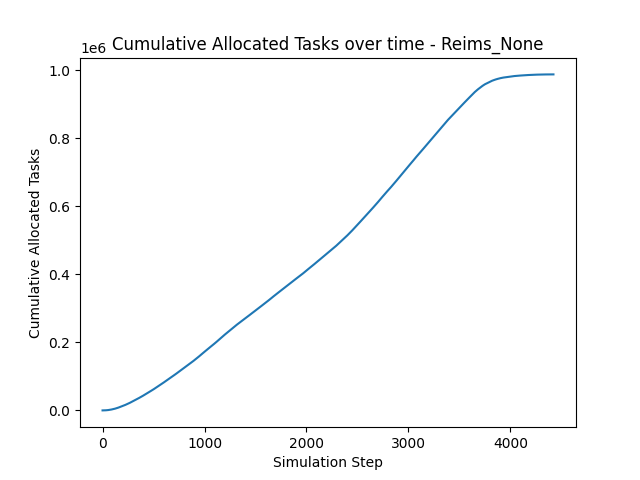 Cumulative Allocated Tasks over time - Reims_None
1e6
1.0
0.8
0.6
0.4
0.2
0.0
Cumulative Allocated Tasks
0 1000 2000 3000 4000
Simulation Step